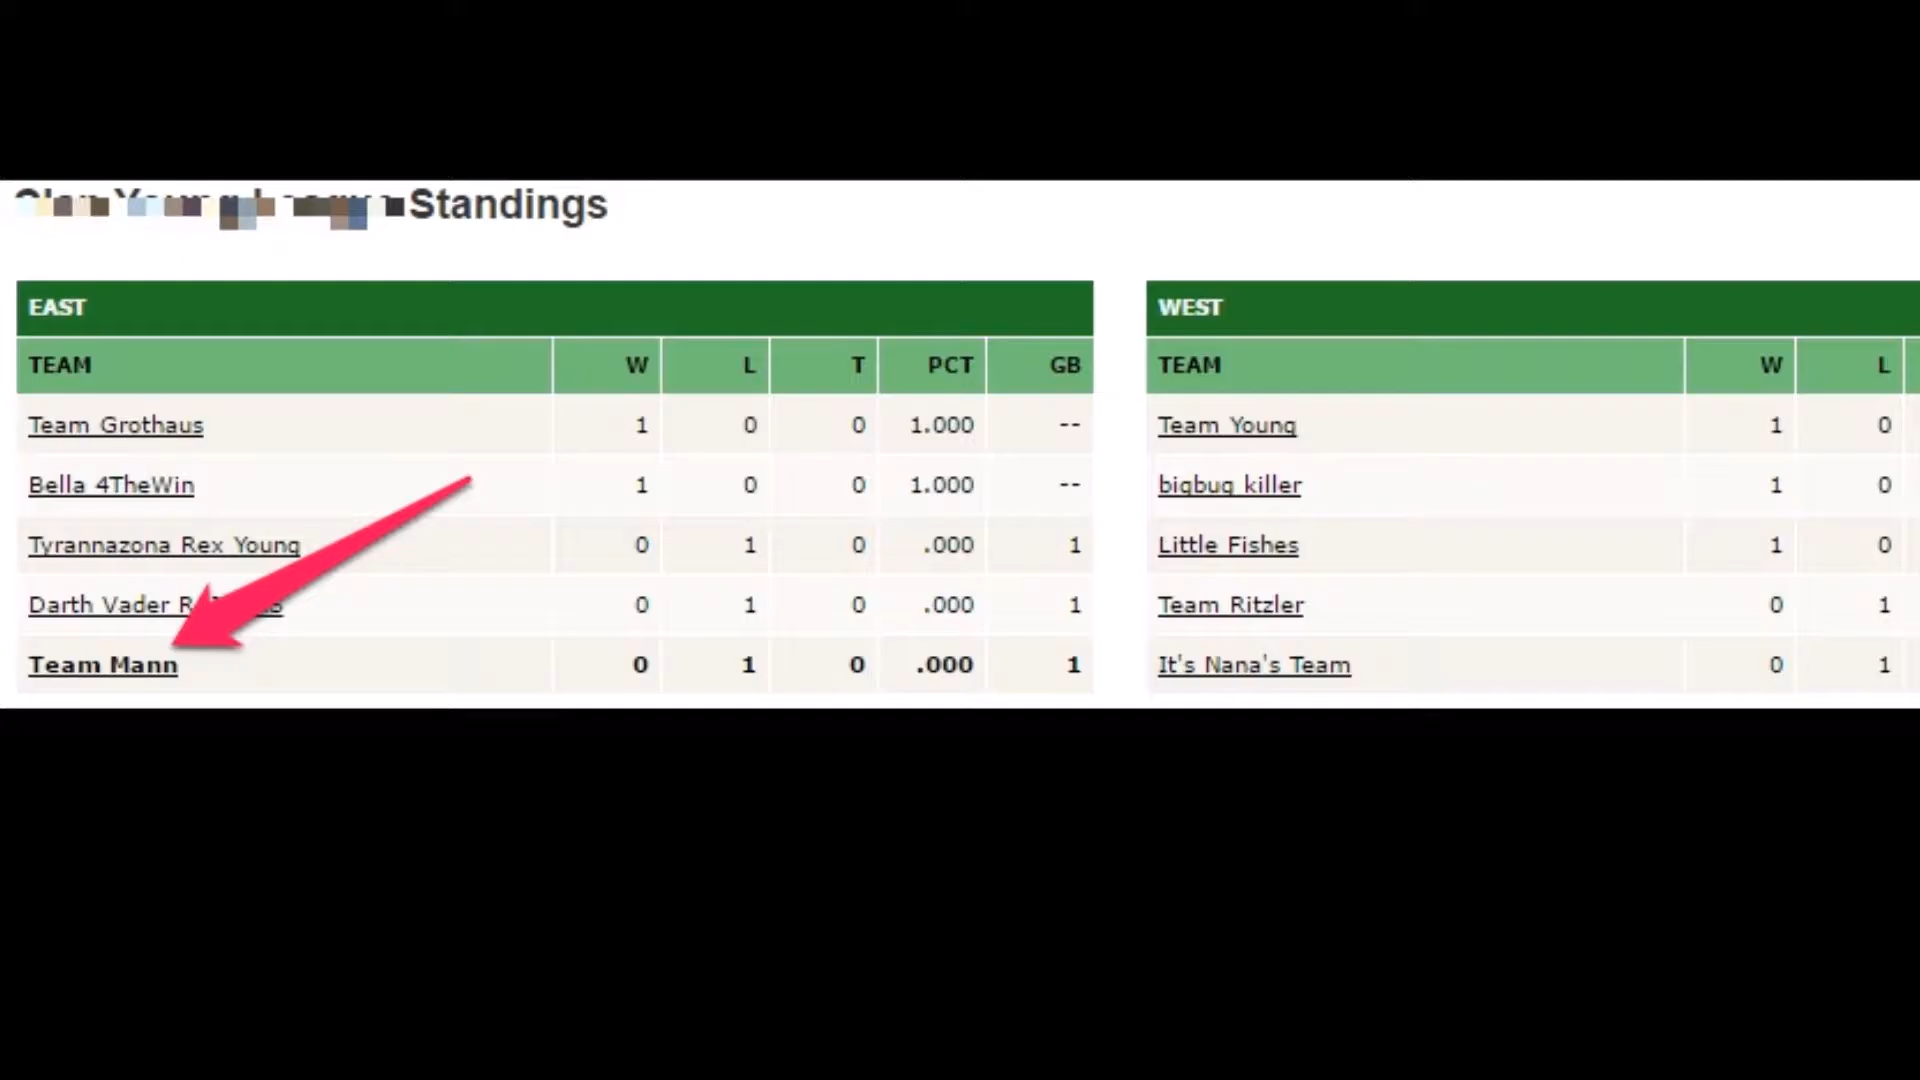 Standings
EAST
TEAM W L T PCT GB
Team Grothaus 1 0 0 1.000 --
Bella 4TheWin 1 0 0 1.000 --
Tyrannazona Rex Young 0 1 0 .000 1
Darth Vader 0 1 0 .000 1
Team Mann 0 1 0 .000 1
WEST
TEAM W L
Team Young 1 0
bigbug killer 1 0
Little Fishes 1 0
Team Ritzler 0 1
It's Nana's Team 0 1